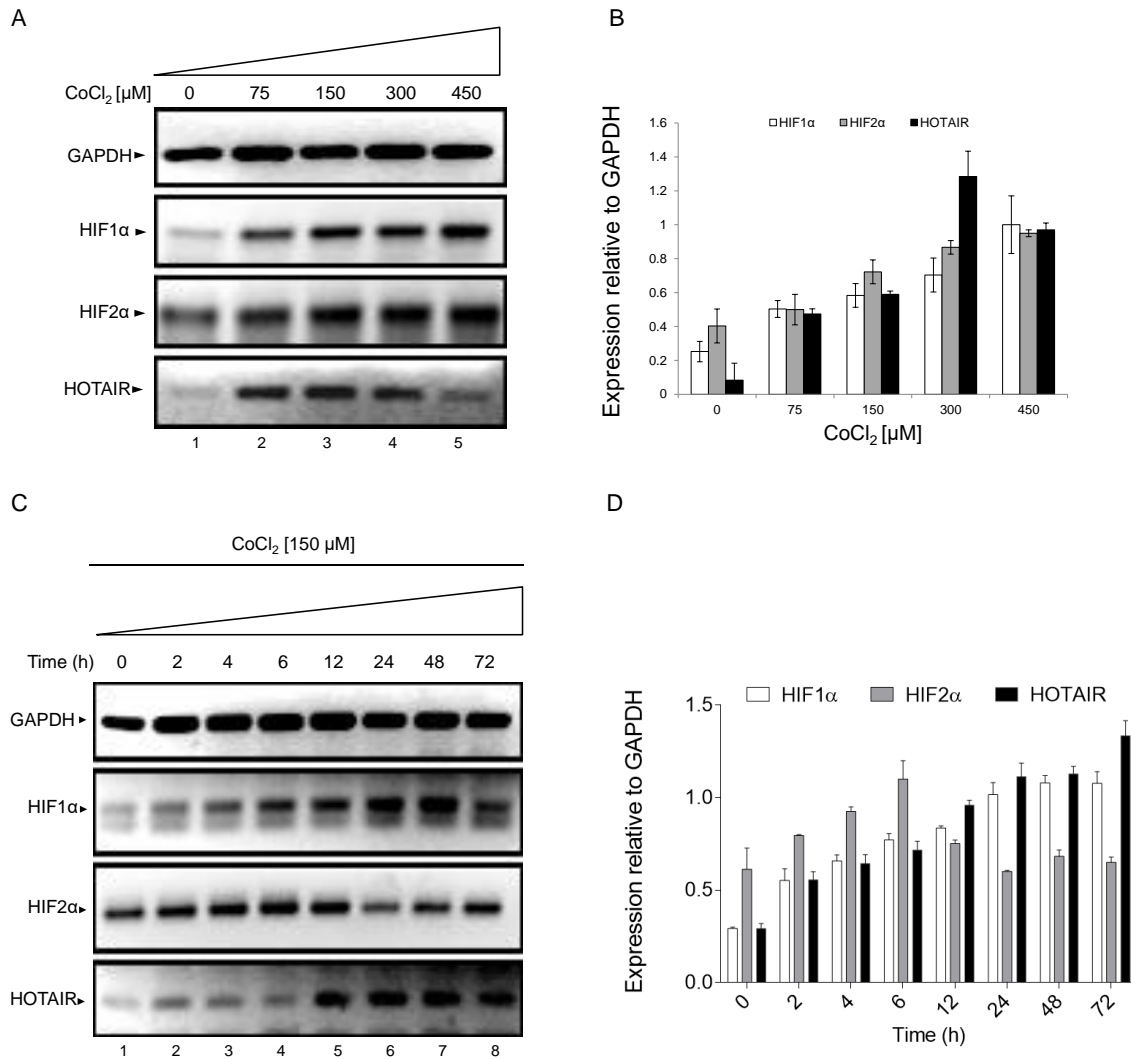 A
CoCl₂ [µM] 0 75 150 300 450
GAPDH
HIF1α
HIF2α
HOTAIR
1 2 3 4 5
B
HIF1α HIF2α HOTAIR
Expression relative to GAPDH
1.6
1.4
1.2
1
0.8
0.6
0.4
0.2
0
0 75 150 300 450
CoCl₂ [µM]
C
CoCl₂ [150 µM]
Time (h) 0 2 4 6 12 24 48 72
GAPDH
HIF1α
HIF2α
HOTAIR
1 2 3 4 5 6 7 8
D
HIF1α HIF2α HOTAIR
Expression relative to GAPDH
1.5
1.0
0.5
0.0
0 2 4 6 12 24 48 72
Time (h)